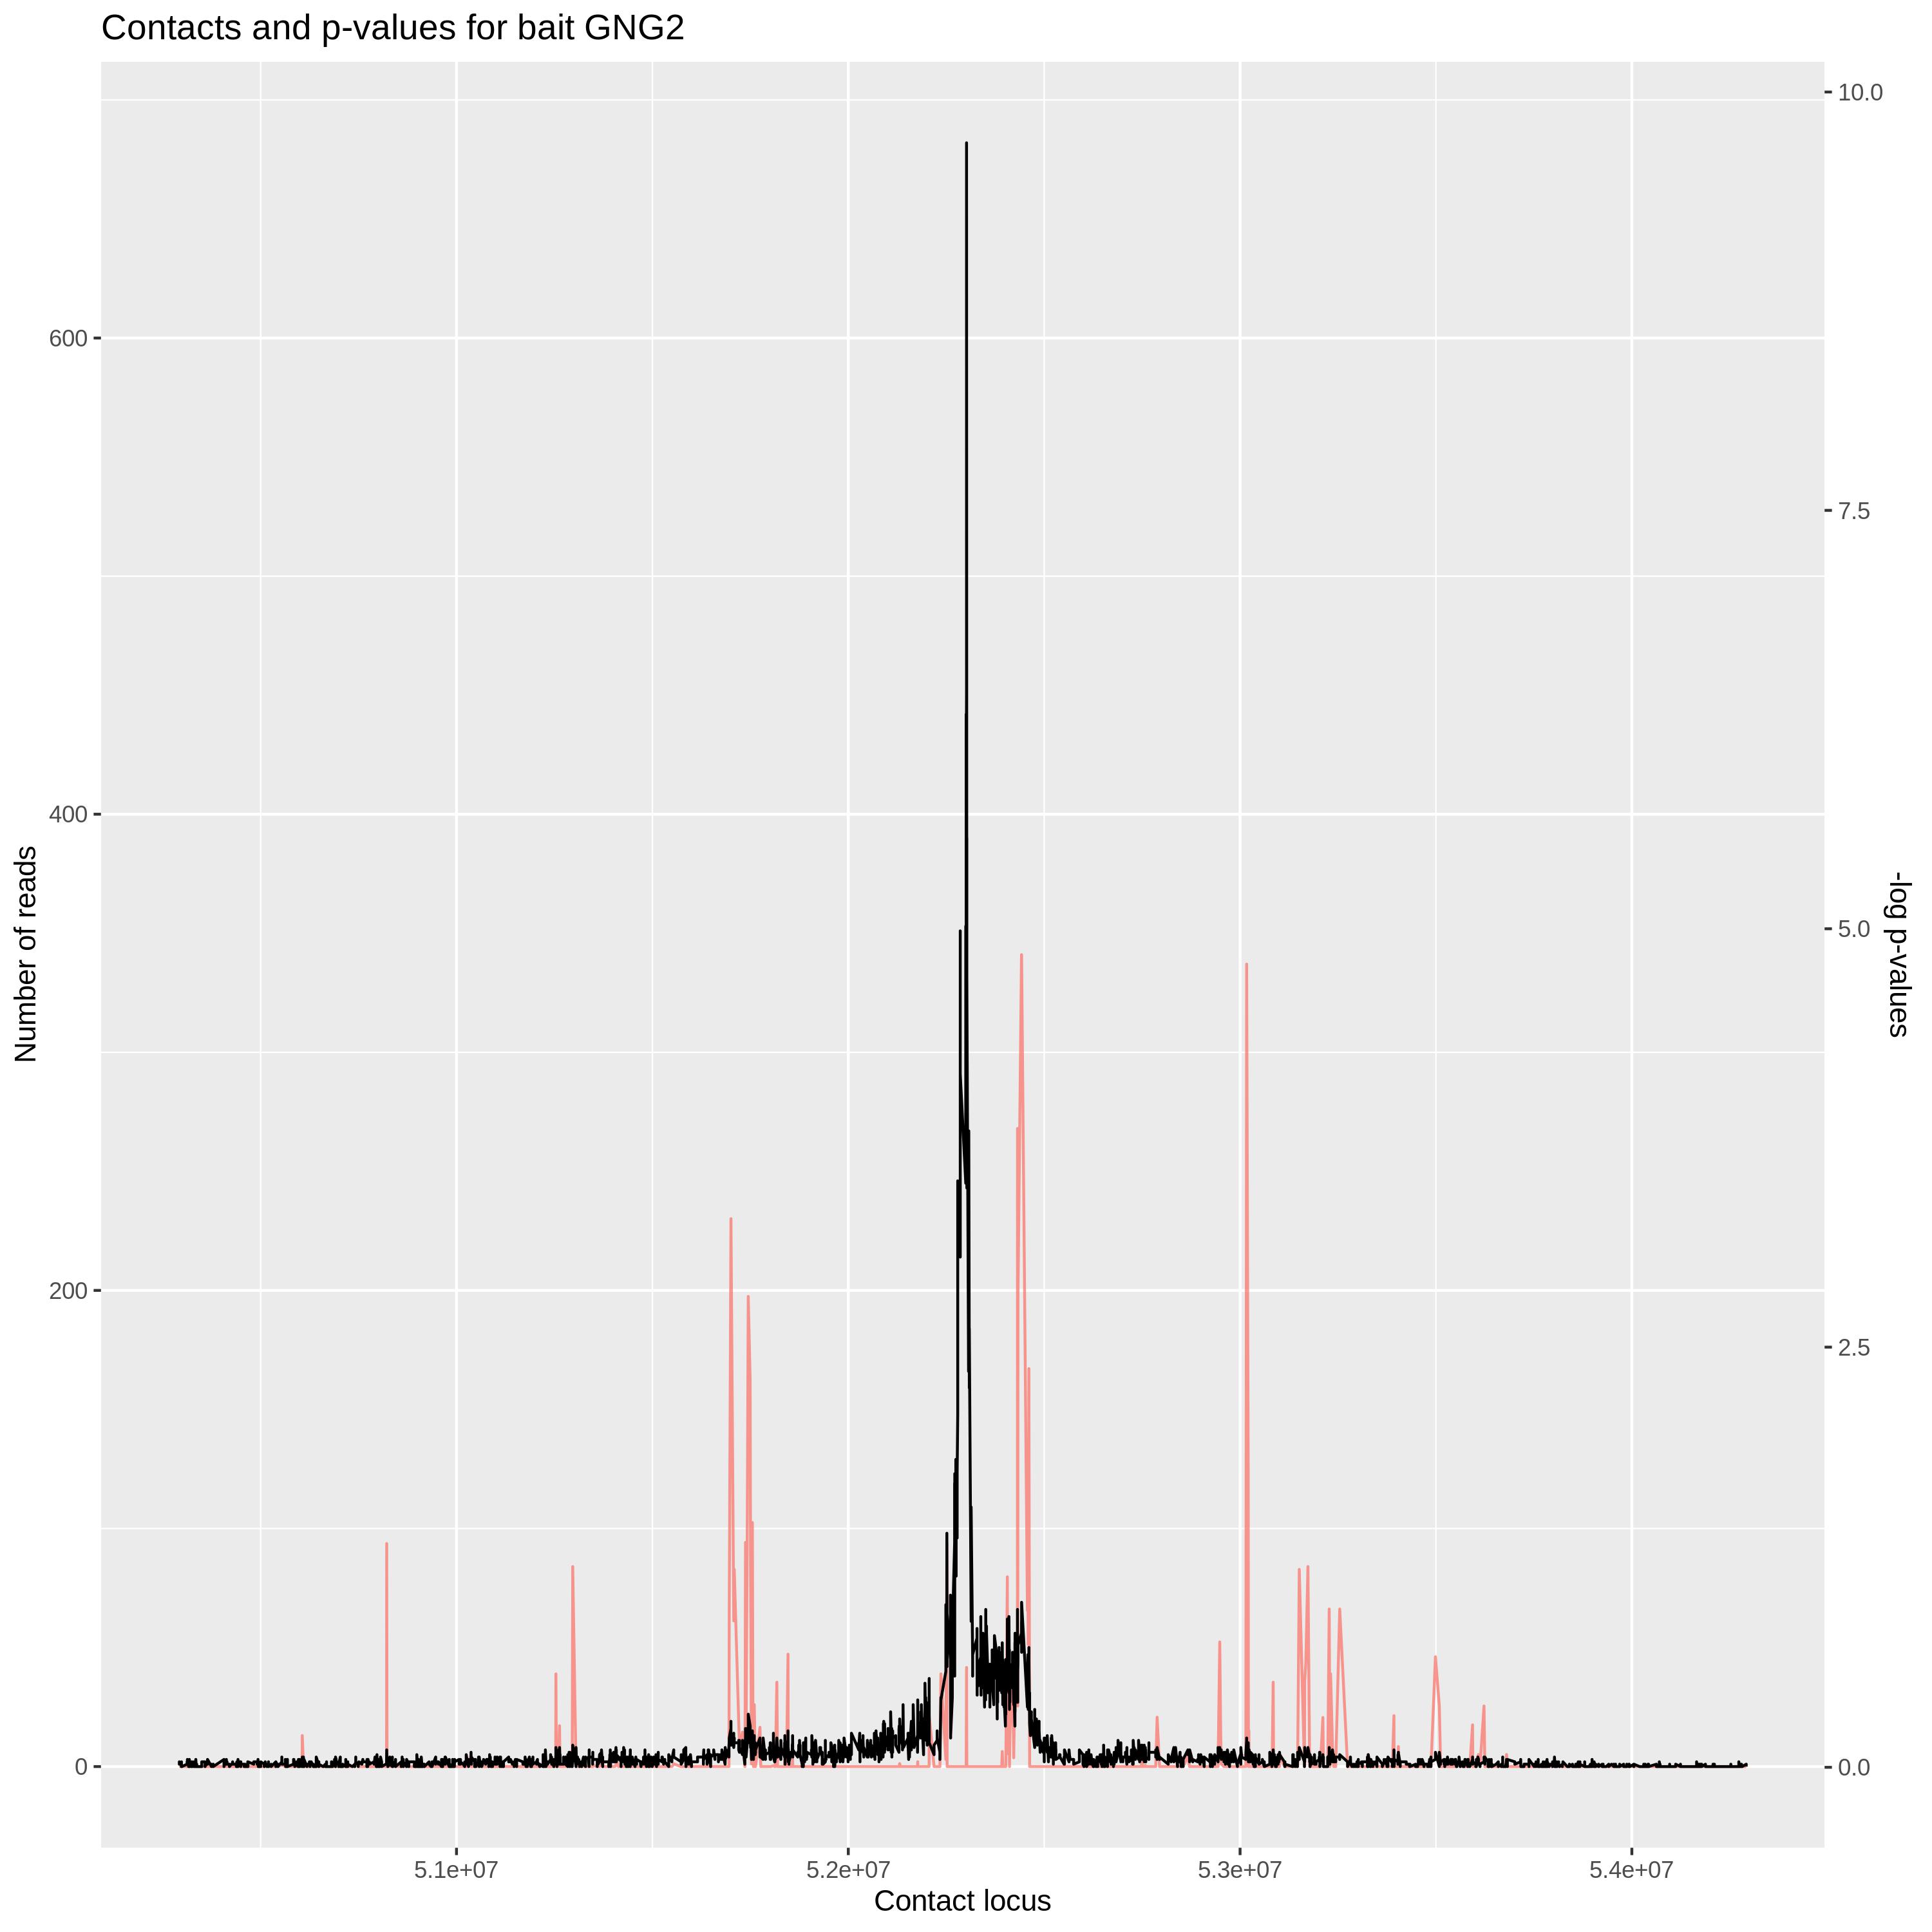 Contacts and p-values for bait GNG2
10.0
7.5
5.0
2.5
0.0
600
400
200
0
Number of reads
-log p-values
5.1e+07
5.2e+07
5.3e+07
5.4e+07
Contact locus